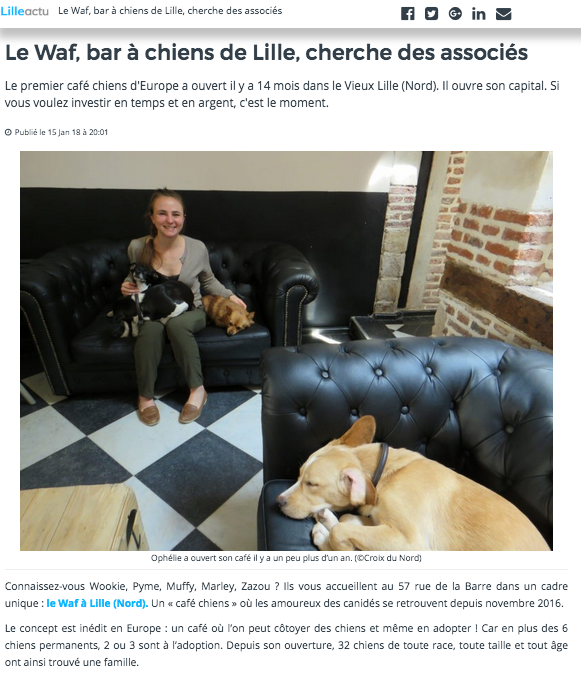 Lilleactu Le Waf, bar à chiens de Lille, cherche des associés
Le Waf, bar à chiens de Lille, cherche des associés
Le premier café chiens d'Europe a ouvert il y a 14 mois dans le Vieux Lille (Nord). Il ouvre son capital. Si
vous voulez investir en temps et en argent, c'est le moment.
Publié le 15 Jan 18 à 20:01
Ophélie a ouvert son café il y a un peu plus d'un an. (©Croix du Nord)
Connaissez-vous Wookie, Pyme, Muffy, Marley, Zazou ? Ils vous accueillent au 57 rue de la Barre dans un cadre
unique : le Waf à Lille (Nord). Un « café chiens » où les amoureux des canidés se retrouvent depuis novembre 2016.
Le concept est inédit en Europe : un café où l'on peut côtoyer des chiens et même en adopter ! Car en plus des 6
chiens permanents, 2 ou 3 sont à l'adoption. Depuis son ouverture, 32 chiens de toute race, toute taille et tout âge
ont ainsi trouvé une famille.